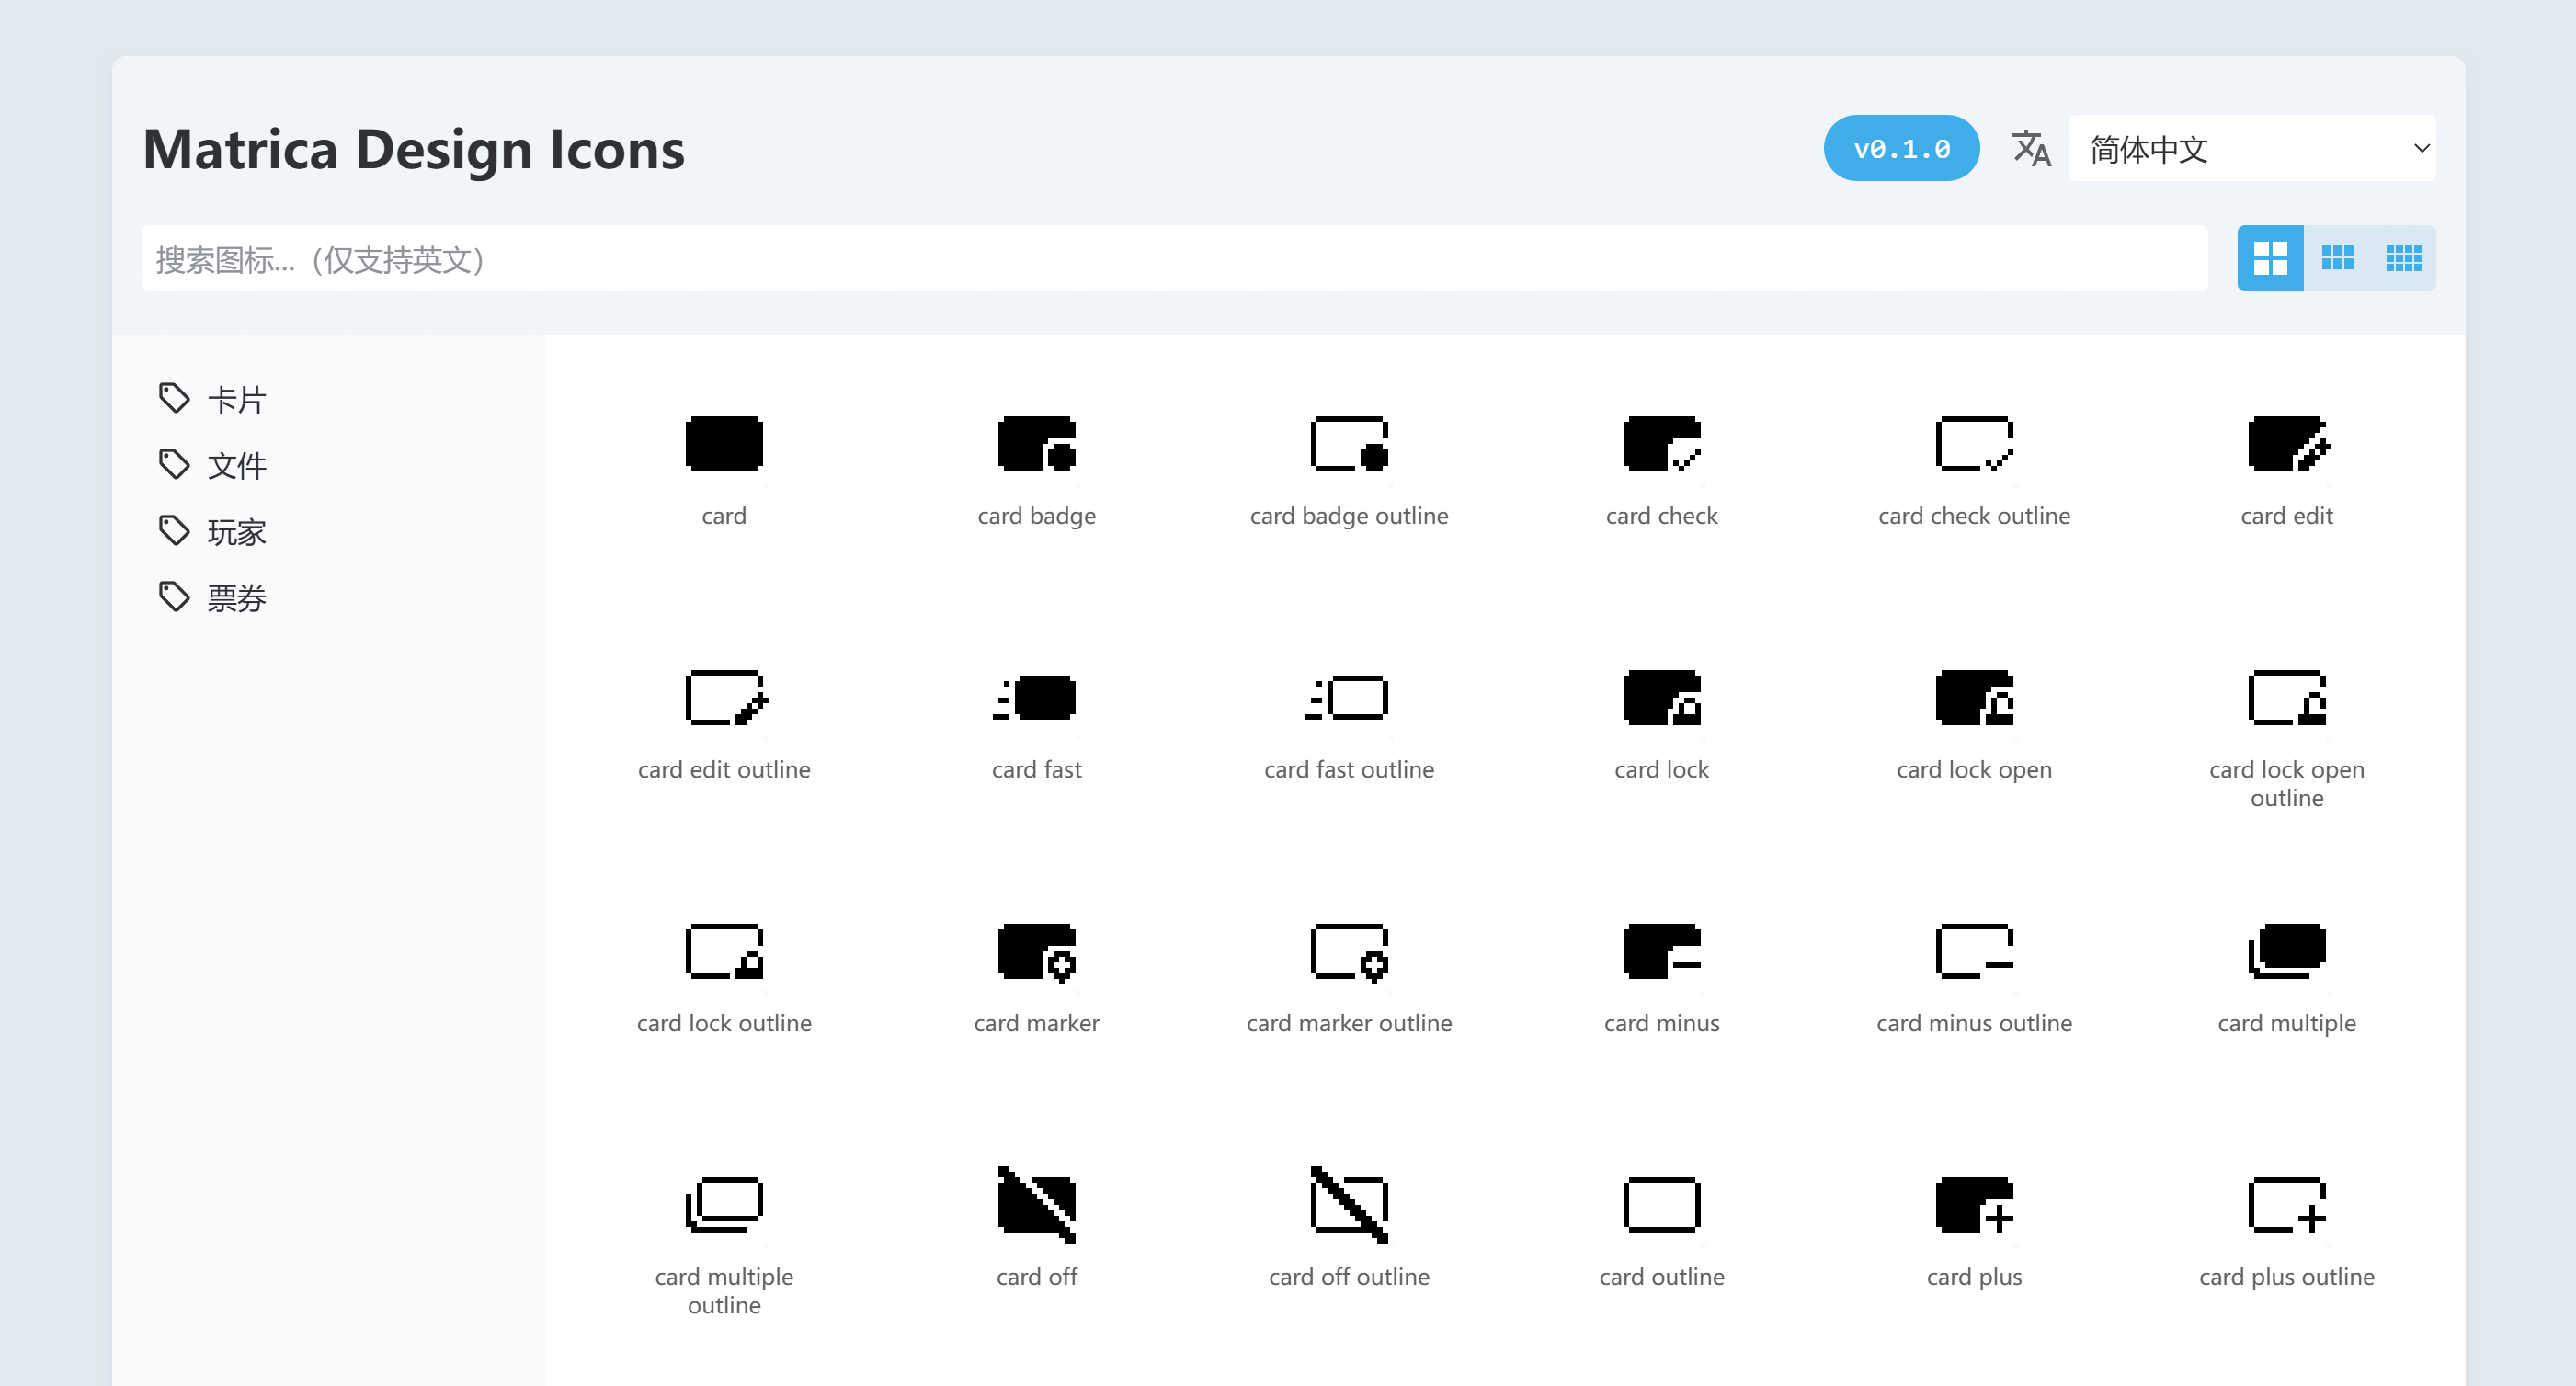 Matrica Design Icons
v0.1.0
简体中文
搜索图标...（仅支持英文）
卡片
文件
玩家
票券
card
card badge
card badge outline
card check
card check outline
card edit
card edit outline
card fast
card fast outline
card lock
card lock open
card lock open
outline
card lock outline
card marker
card marker outline
card minus
card minus outline
card multiple
card multiple
outline
card off
card off outline
card outline
card plus
card plus outline